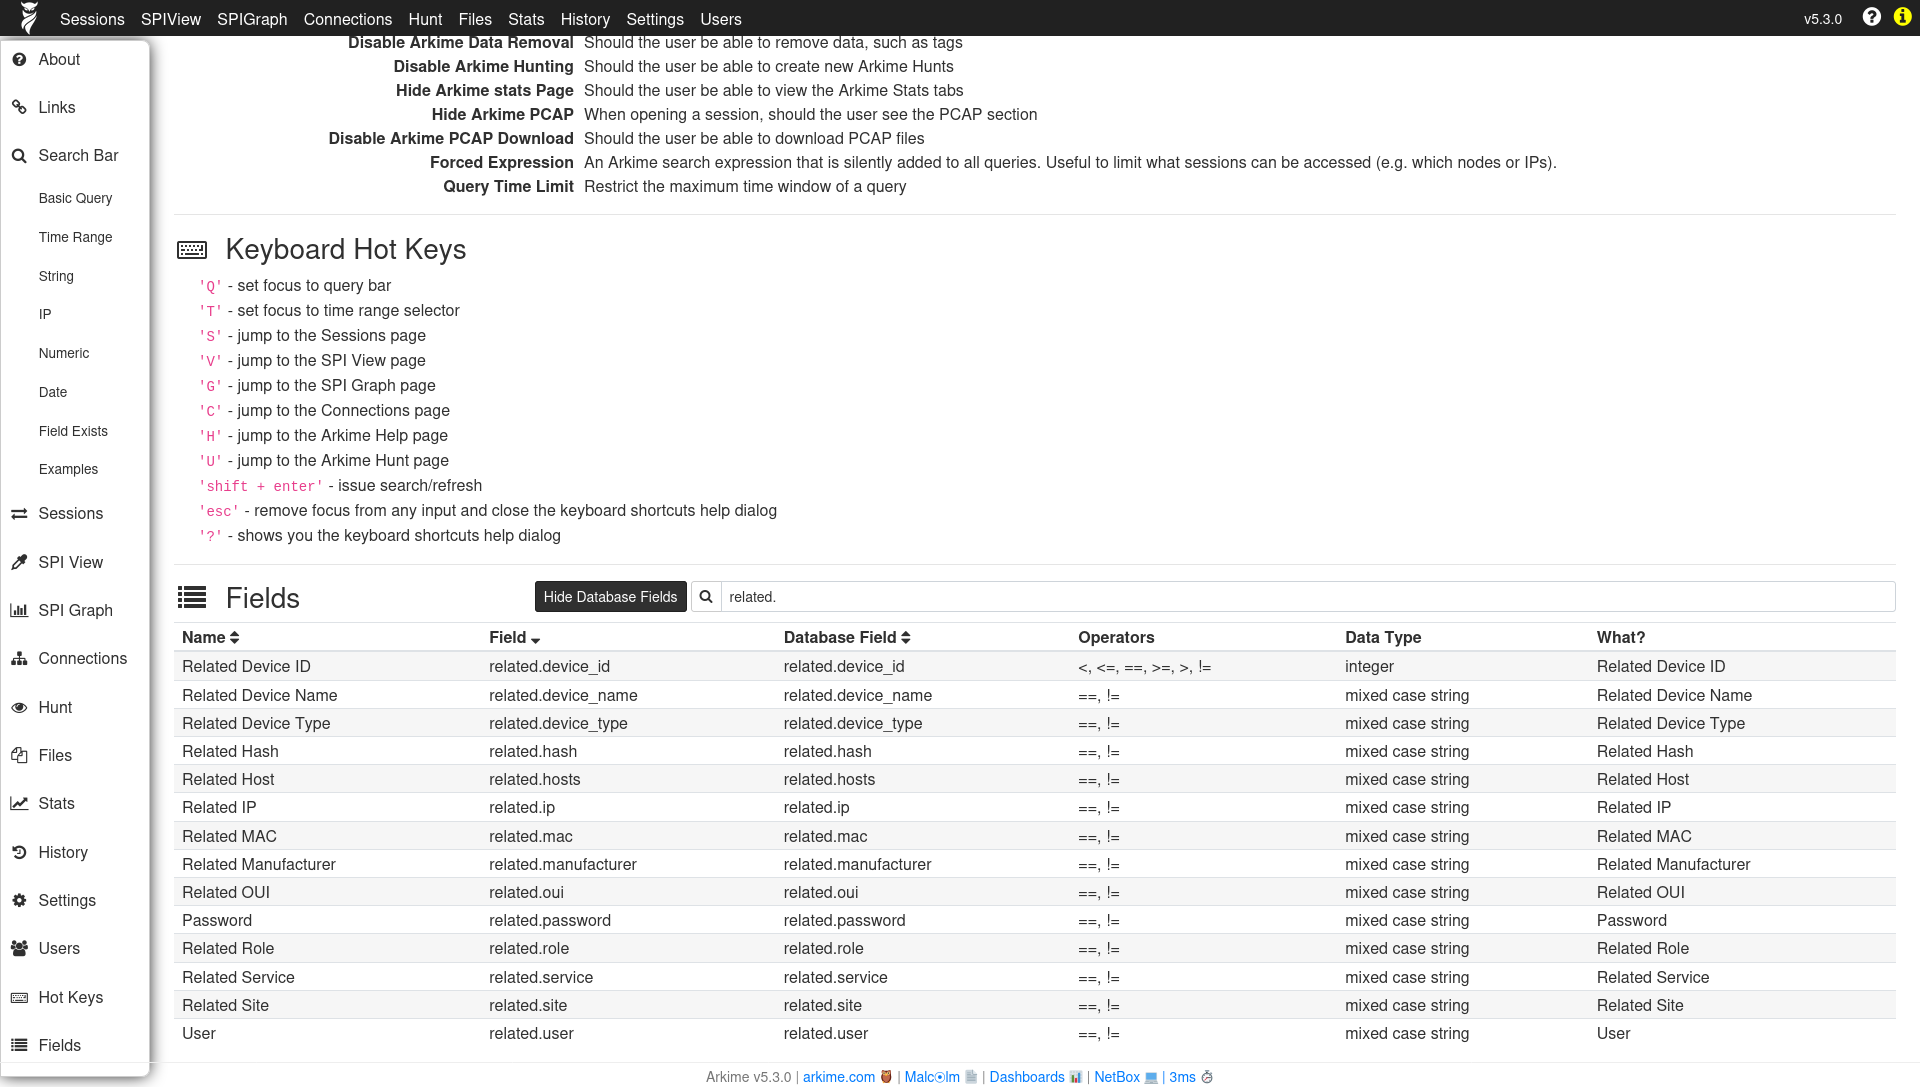 Sessions SPIView SPIGraph Connections Hunt Files Stats History Settings Users v5.3.0
About
Links
Search Bar
Basic Query
Time Range
String
IP
Numeric
Date
Field Exists
Examples
Sessions
SPI View
SPI Graph
Connections
Hunt
Files
Stats
History
Settings
Users
Hot Keys
Fields
Disable Arkime Data Removal Should the user be able to remove data, such as tags
Disable Arkime Hunting Should the user be able to create new Arkime Hunts
Hide Arkime stats Page Should the user be able to view the Arkime Stats tabs
Hide Arkime PCAP When opening a session, should the user see the PCAP section
Disable Arkime PCAP Download Should the user be able to download PCAP files
Forced Expression An Arkime search expression that is silently added to all queries. Useful to limit what sessions can be accessed (e.g. which nodes or IPs).
Query Time Limit Restrict the maximum time window of a query
Keyboard Hot Keys
'Q' - set focus to query bar
'T' - set focus to time range selector
'S' - jump to the Sessions page
'V' - jump to the SPI View page
'G' - jump to the SPI Graph page
'C' - jump to the Connections page
'H' - jump to the Arkime Help page
'U' - jump to the Arkime Hunt page
'shift + enter' - issue search/refresh
'esc' - remove focus from any input and close the keyboard shortcuts help dialog
'?' - shows you the keyboard shortcuts help dialog
Fields Hide Database Fields related.
Name Field Database Field Operators Data Type What?
Related Device ID related.device_id related.device_id <, <=, ==, >=, >, != integer Related Device ID
Related Device Name related.device_name related.device_name ==, != mixed case string Related Device Name
Related Device Type related.device_type related.device_type ==, != mixed case string Related Device Type
Related Hash related.hash related.hash ==, != mixed case string Related Hash
Related Host related.hosts related.hosts ==, != mixed case string Related Host
Related IP related.ip related.ip ==, != mixed case string Related IP
Related MAC related.mac related.mac ==, != mixed case string Related MAC
Related Manufacturer related.manufacturer related.manufacturer ==, != mixed case string Related Manufacturer
Related OUI related.oui related.oui ==, != mixed case string Related OUI
Password related.password related.password ==, != mixed case string Password
Related Role related.role related.role ==, != mixed case string Related Role
Related Service related.service related.service ==, != mixed case string Related Service
Related Site related.site related.site ==, != mixed case string Related Site
User related.user related.user ==, != mixed case string User
Arkime v5.3.0 | arkime.com 🦉 | Malc⦿lm 📄 | Dashboards 📊 | NetBox 💻 | 3ms ⏱